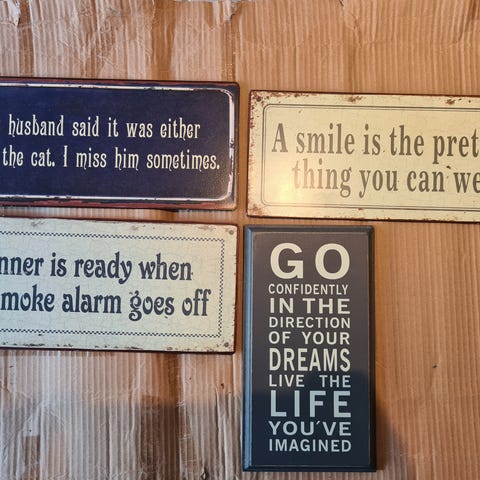 husband said it was either
the cat. I miss him sometimes.
A smile is the pret
thing you can we
nner is ready when
moke alarm goes off
GO
CONFIDENTLY
IN THE
DIRECTION
OF YOUR
DREAMS
LIVE THE
LIFE
YOU'VE
IMAGINED